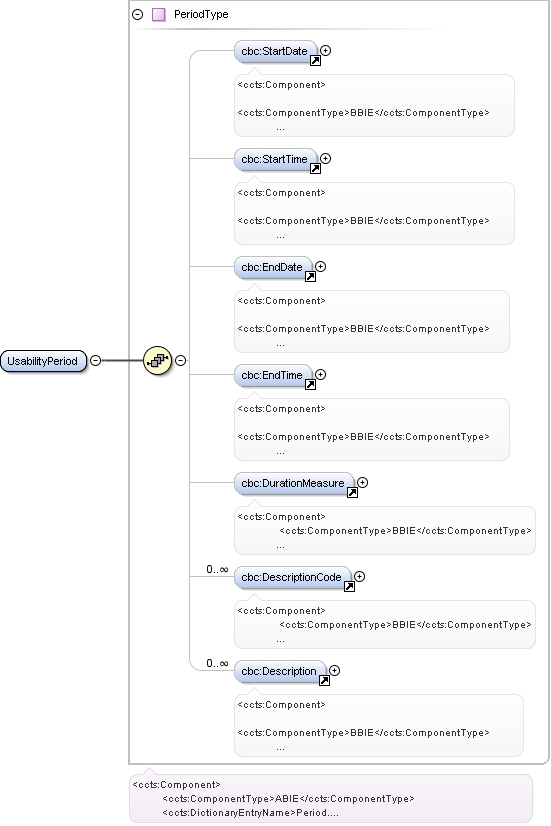 PeriodType
cbc:StartDate
<ccts:Component>
<ccts:ComponentType>BBIE</ccts:ComponentType>
...
cbc:StartTime
<ccts:Component>
<ccts:ComponentType>BBIE</ccts:ComponentType>
...
cbc:EndDate
<ccts:Component>
<ccts:ComponentType>BBIE</ccts:ComponentType>
...
UsabilityPeriod
cbc:EndTime
<ccts:Component>
<ccts:ComponentType>BBIE</ccts:ComponentType>
...
cbc:DurationMeasure
<ccts:Component>
<ccts:ComponentType>BBIE</ccts:ComponentType>
...
0..∞
cbc:DescriptionCode
<ccts:Component>
<ccts:ComponentType>BBIE</ccts:ComponentType>
...
0..∞
cbc:Description
<ccts:Component>
<ccts:ComponentType>BBIE</ccts:ComponentType>
...
<ccts:Component>
<ccts:ComponentType>ABIE</ccts:ComponentType>
<ccts:DictionaryEntryName>Period....